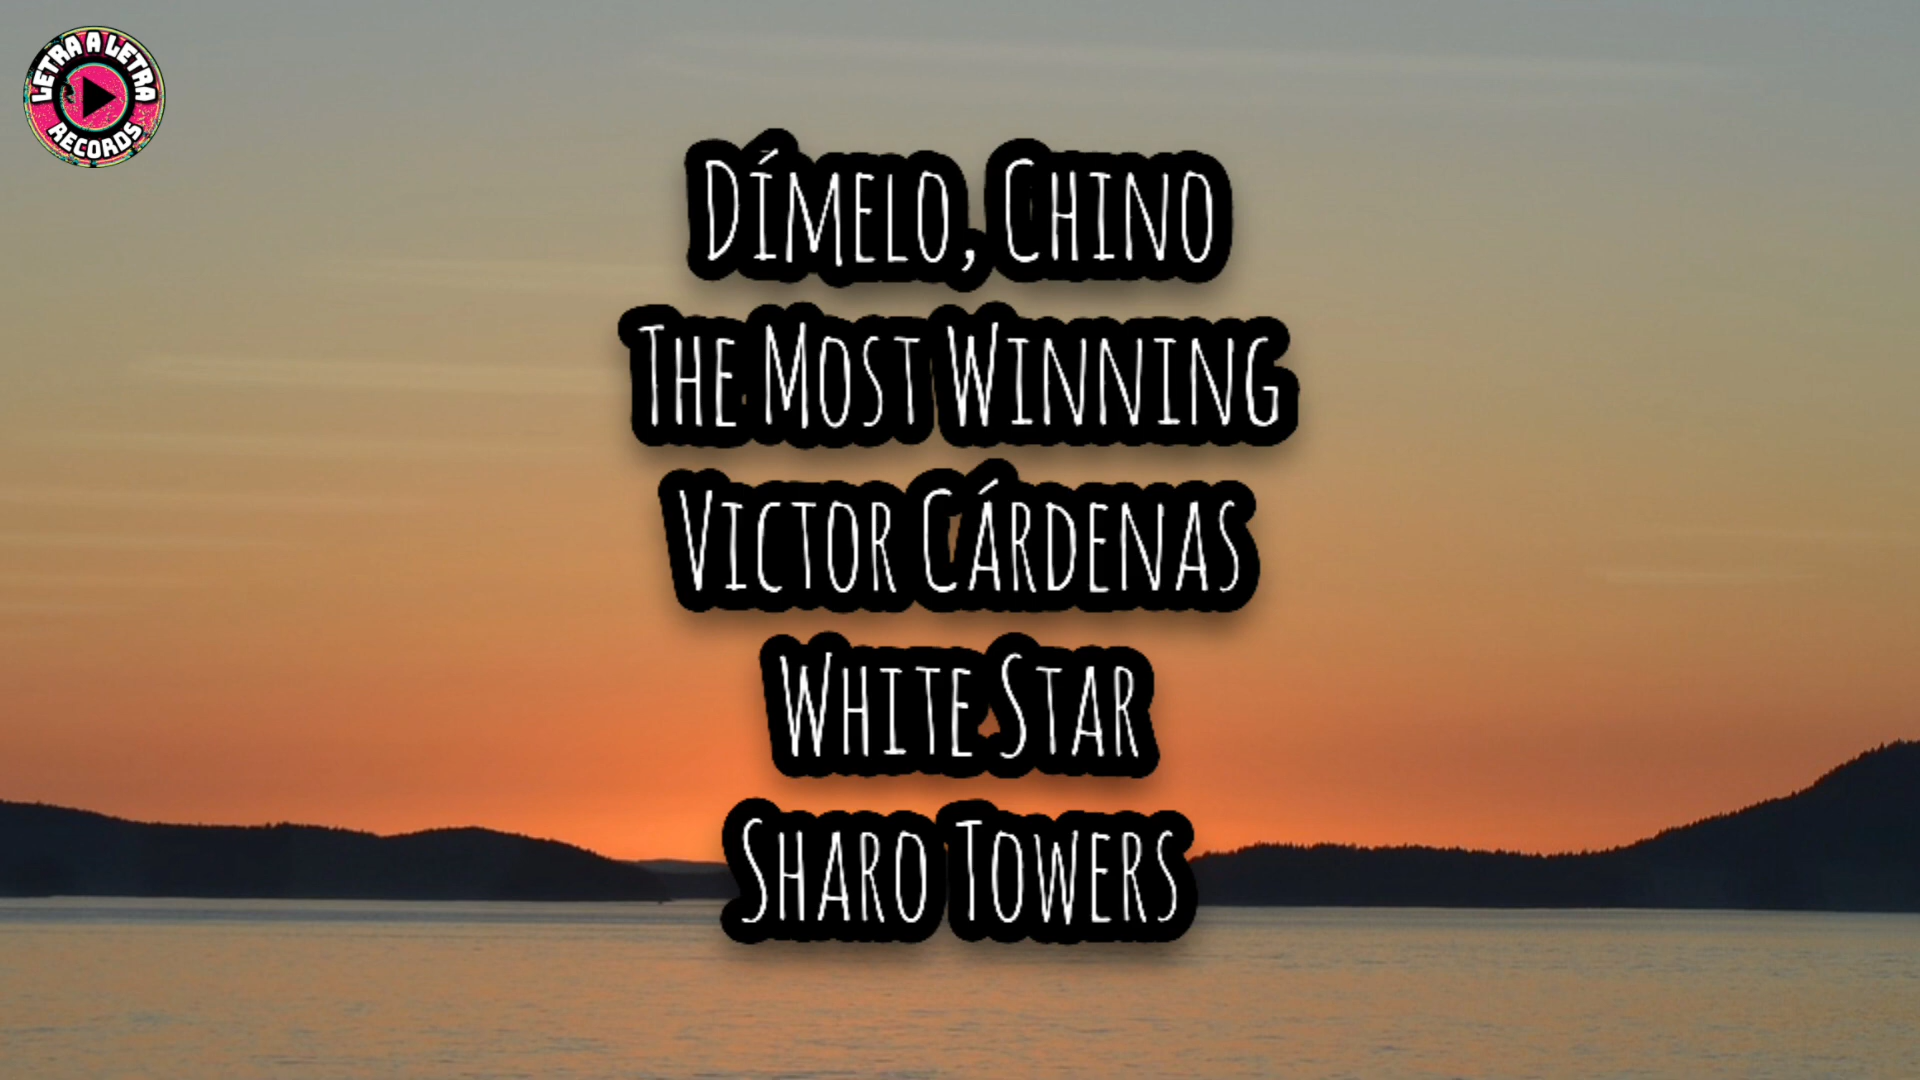 LETRA A LETRA
RECORDS
Dímelo, Chino
The Most Winning
Victor Cárdenas
White Star
Sharo Towers